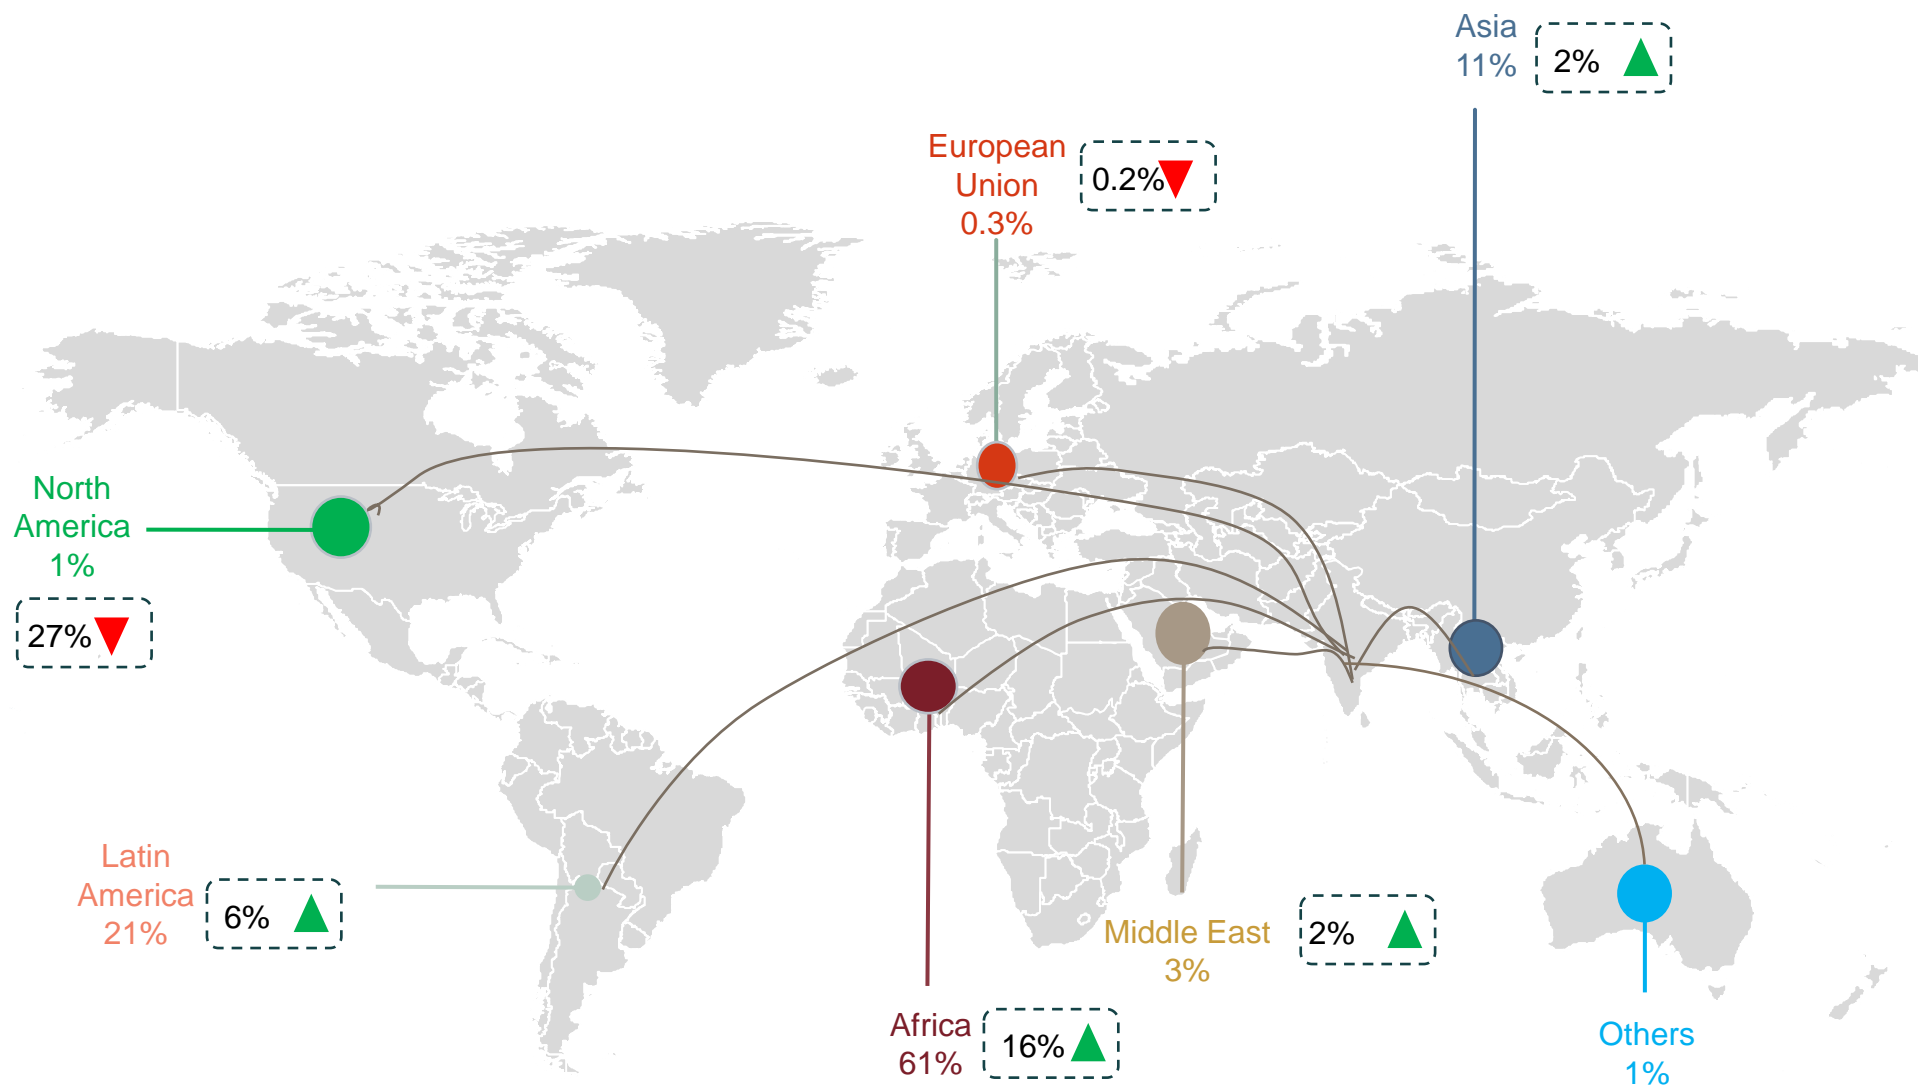 Asia
11%
2%
European
Union
0.3%
0.2%
North
America
1%
27%
Latin
America
21%
6%
Middle East
3%
2%
Africa
61%
16%
Others
1%